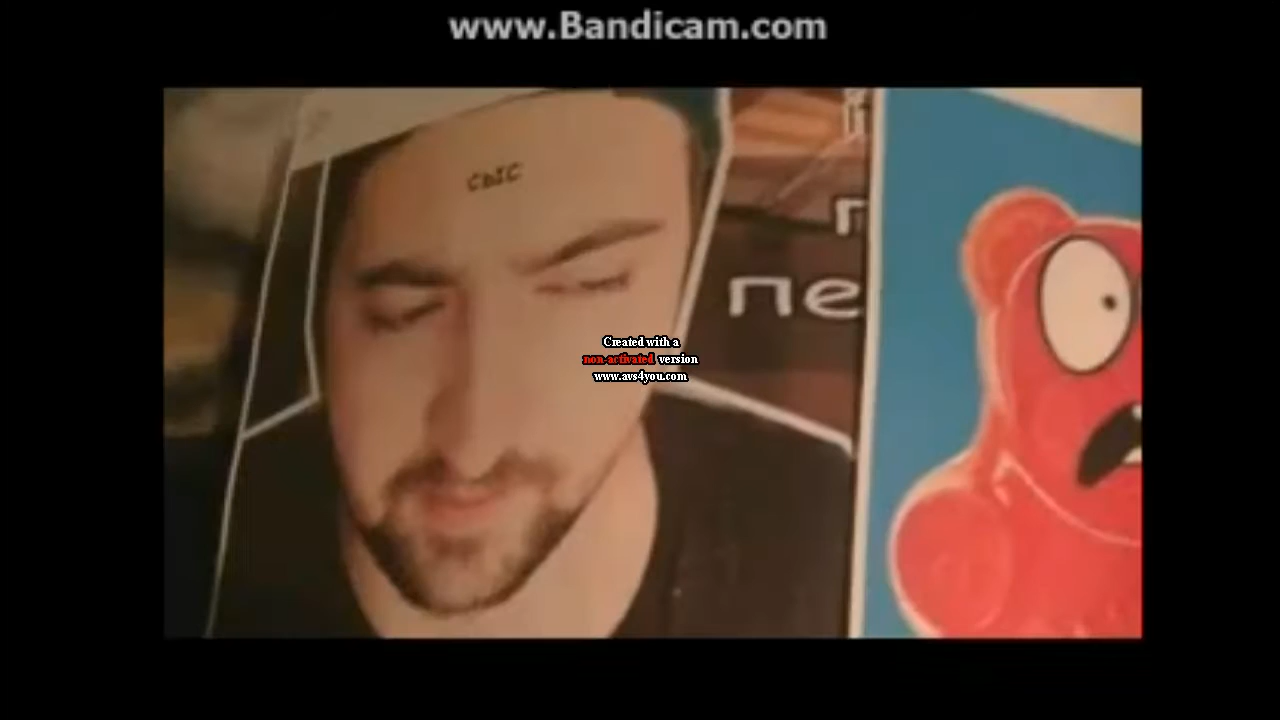 www.Bandicam.com
сыс
п
пе
Created with a
non-activated version
www.avs4you.com